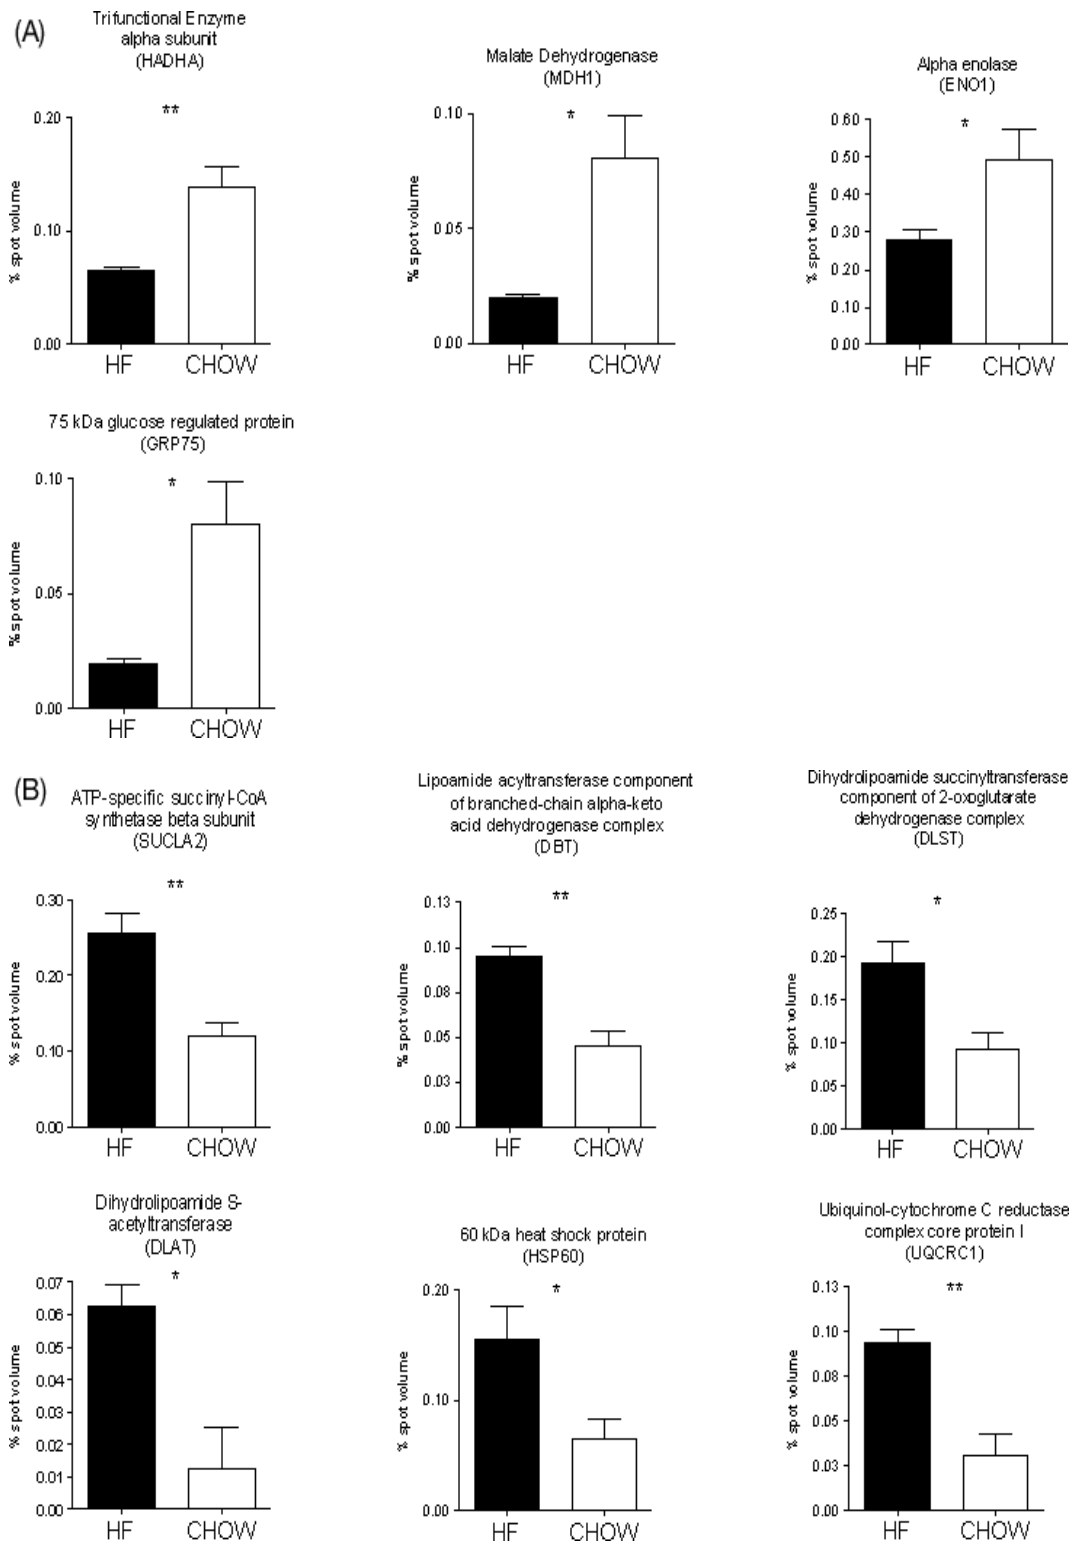 (A)
Trifunctional Enzyme
alpha subunit
(HADHA)
**
% spot volume
0.20
0.10
0.00
HF CHOW
Malate Dehydrogenase
(MDH1)
*
% spot volume
0.10
0.05
0.00
HF CHOW
Alpha enolase
(ENO1)
*
% spot volume
0.60
0.50
0.40
0.30
0.20
0.10
0.00
HF CHOW
75 kDa glucose regulated protein
(GRP75)
*
% spot volume
0.10
0.05
0.00
HF CHOW
(B)
ATP-specific succinyl-CoA
synthetase beta subunit
(SUCLA2)
**
% spot volume
0.30
0.20
0.10
0.00
HF CHOW
Lipoamide acyltransferase component
of branched-chain alpha-keto
acid dehydrogenase complex
(DBT)
**
% spot volume
0.13
0.10
0.08
0.05
0.03
0.00
HF CHOW
Dihydrolipoamide succinyltransferase
component of 2-oxoglutarate
dehydrogenase complex
(DLST)
*
% spot volume
0.25
0.20
0.15
0.10
0.05
0.00
HF CHOW
Dihydrolipoamide S-
acetyltransferase
(DLAT)
*
% spot volume
0.07
0.06
0.05
0.04
0.03
0.02
0.01
0.00
HF CHOW
60 kDa heat shock protein
(HSP60)
*
% spot volume
0.20
0.10
0.00
HF CHOW
Ubiquinol-cytochrome C reductase
complex core protein I
(UQCRC1)
**
% spot volume
0.13
0.10
0.08
0.05
0.03
0.00
HF CHOW